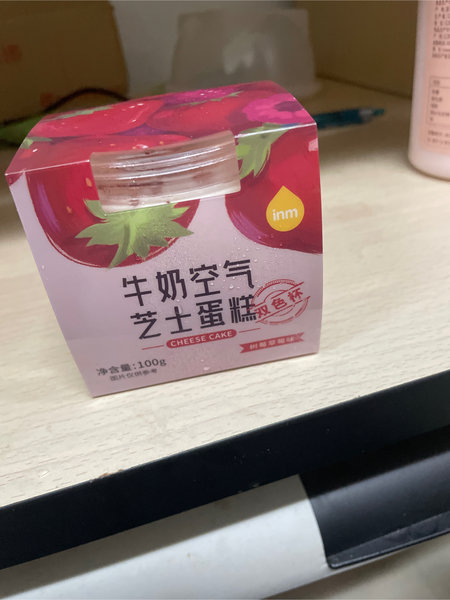 inm
牛奶空气
芝士蛋糕
双色杯
CHEESE CAKE
树莓草莓味
净含量:100g
图片仅供参考